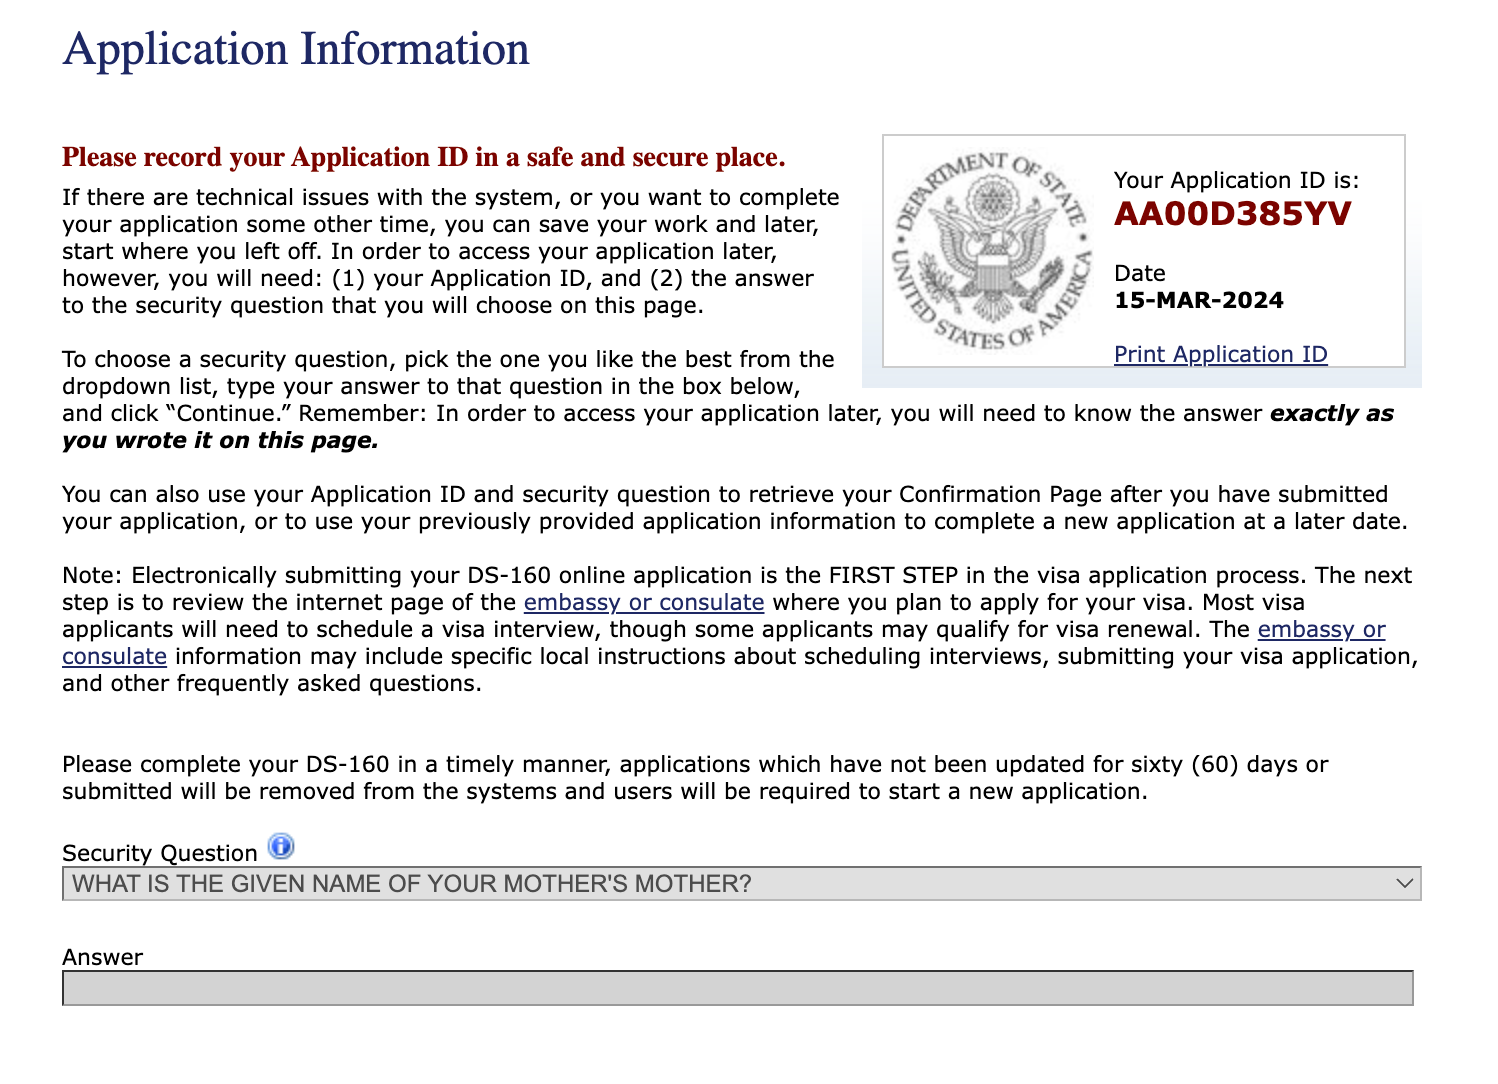 Application Information
Please record your Application ID in a safe and secure place.
If there are technical issues with the system, or you want to complete
your application some other time, you can save your work and later,
start where you left off. In order to access your application later,
however, you will need: (1) your Application ID, and (2) the answer
to the security question that you will choose on this page.
DEPARTMENT OF STATE
UNITED STATES OF AMERICA
Your Application ID is:
AA00D385YV
Date
15-MAR-2024
Print Application ID
To choose a security question, pick the one you like the best from the
dropdown list, type your answer to that question in the box below,
and click “Continue.” Remember: In order to access your application later, you will need to know the answer exactly as
you wrote it on this page.
You can also use your Application ID and security question to retrieve your Confirmation Page after you have submitted
your application, or to use your previously provided application information to complete a new application at a later date.
Note: Electronically submitting your DS-160 online application is the FIRST STEP in the visa application process. The next
step is to review the internet page of the embassy or consulate where you plan to apply for your visa. Most visa
applicants will need to schedule a visa interview, though some applicants may qualify for visa renewal. The embassy or
consulate information may include specific local instructions about scheduling interviews, submitting your visa application,
and other frequently asked questions.
Please complete your DS-160 in a timely manner, applications which have not been updated for sixty (60) days or
submitted will be removed from the systems and users will be required to start a new application.
Security Question
WHAT IS THE GIVEN NAME OF YOUR MOTHER'S MOTHER?
Answer